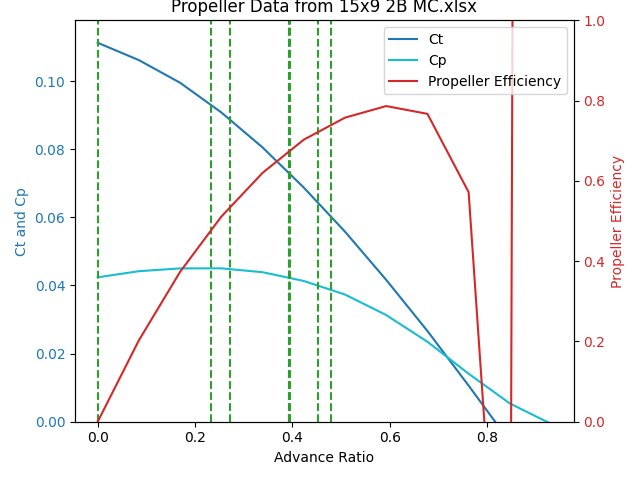 Propeller Data from 15x9 2B MC.xlsx
Ct
Cp
Propeller Efficiency
Ct and Cp
0.10
0.08
0.06
0.04
0.02
0.00
1.0
0.8
0.6
0.4
0.2
0.0
Propeller Efficiency
0.0 0.2 0.4 0.6 0.8
Advance Ratio